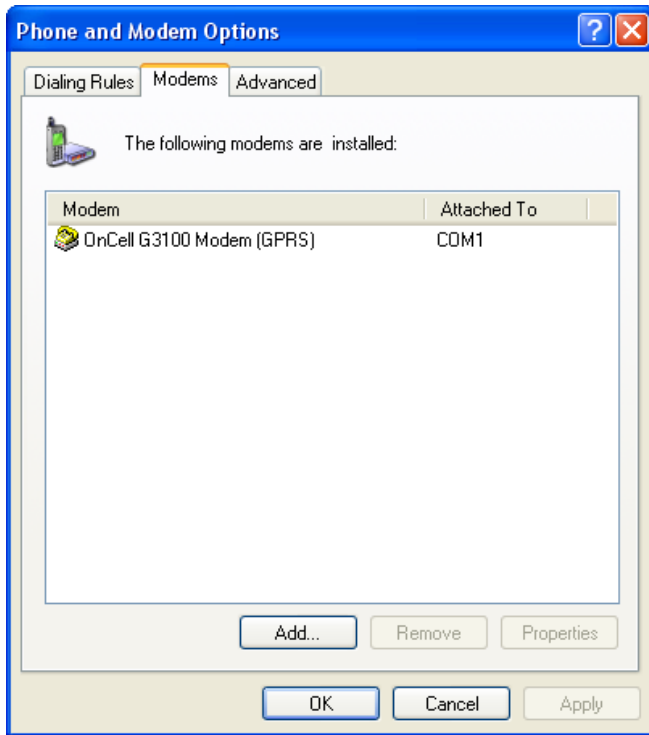 Phone and Modem Options
Dialing Rules Modems Advanced
The following modems are installed:
Modem Attached To
OnCell G3100 Modem (GPRS) COM1
Add... Remove Properties
OK Cancel Apply